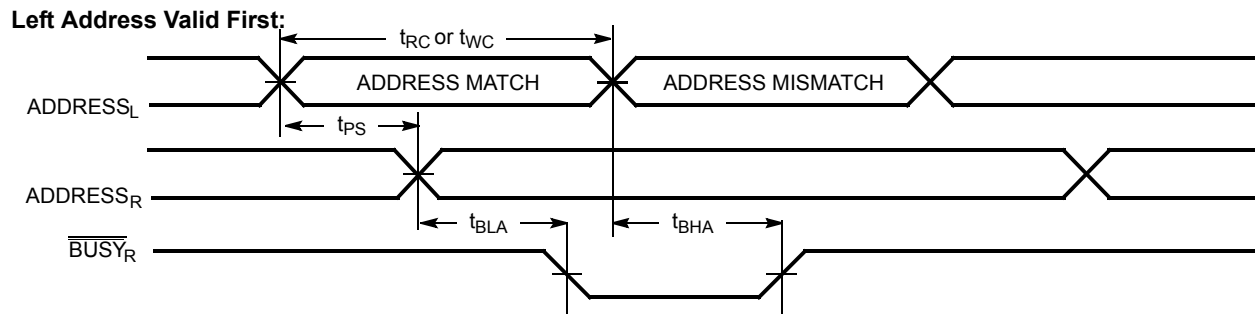 Left Address Valid First:
tRC or tWC
ADDRESS MATCH
ADDRESS MISMATCH
ADDRESSL
tPS
ADDRESSR
tBLA
tBHA
BUSYR